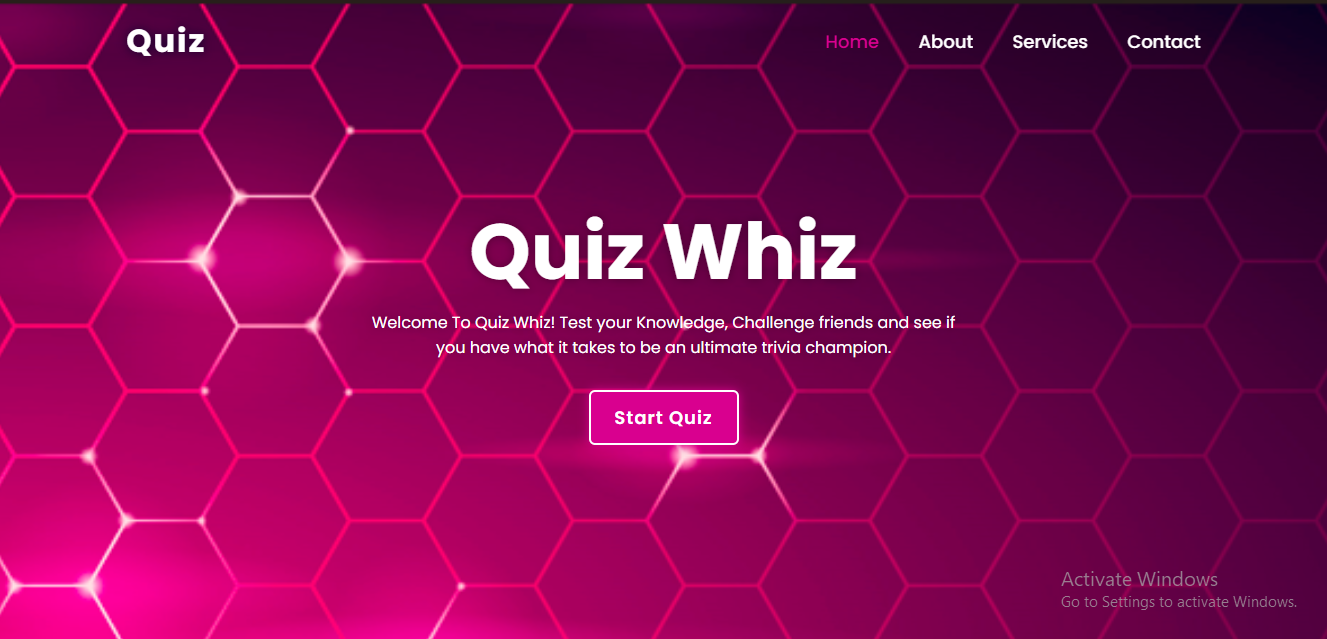 Quiz
Home About Services Contact
Quiz Whiz
Welcome To Quiz Whiz! Test your Knowledge, Challenge friends and see if
you have what it takes to be an ultimate trivia champion.
Start Quiz
Activate Windows
Go to Settings to activate Windows.